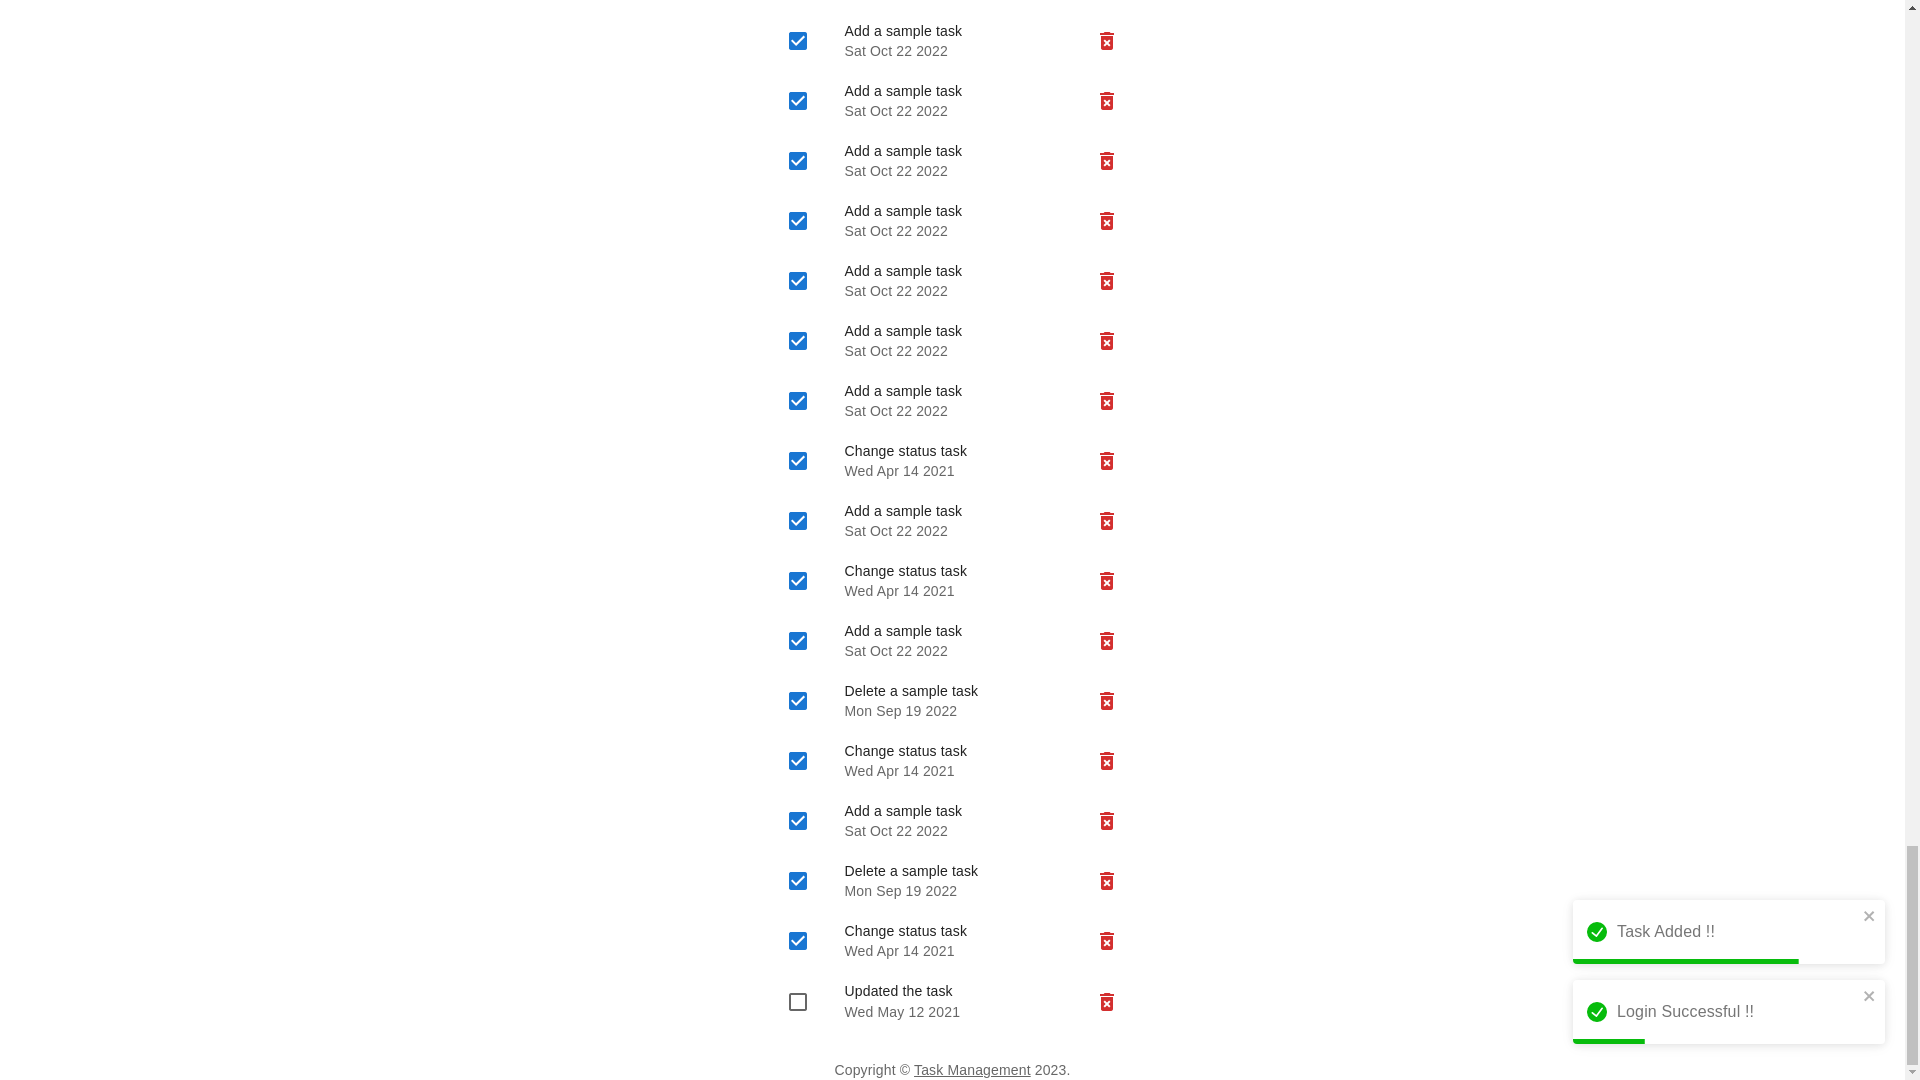 Add a sample task
Sat Oct 22 2022
Add a sample task
Sat Oct 22 2022
Add a sample task
Sat Oct 22 2022
Add a sample task
Sat Oct 22 2022
Add a sample task
Sat Oct 22 2022
Add a sample task
Sat Oct 22 2022
Add a sample task
Sat Oct 22 2022
Change status task
Wed Apr 14 2021
Add a sample task
Sat Oct 22 2022
Change status task
Wed Apr 14 2021
Add a sample task
Sat Oct 22 2022
Delete a sample task
Mon Sep 19 2022
Change status task
Wed Apr 14 2021
Add a sample task
Sat Oct 22 2022
Delete a sample task
Mon Sep 19 2022
Change status task
Wed Apr 14 2021
Updated the task
Wed May 12 2021
Task Added !!
Login Successful !!
Copyright © Task Management 2023.